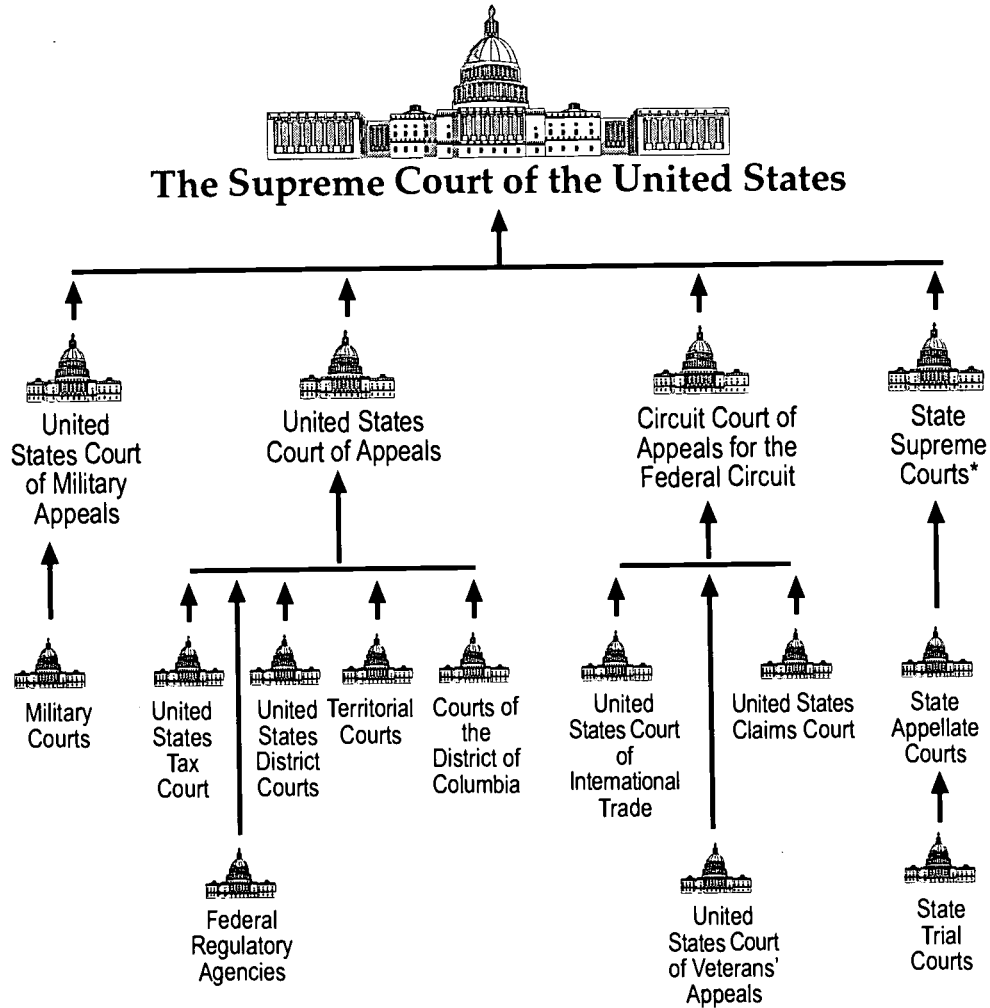 The Supreme Court of the United States
United
States Court
of Military
Appeals
United States
Court of Appeals
Circuit Court of
Appeals for the
Federal Circuit
State
Supreme
Courts*
Military
Courts
United
States
Tax
Court
United
States
District
Courts
Territorial
Courts
Courts of
the
District of
Columbia
United
States Court
of
International
Trade
United States
Claims Court
State
Appellate
Courts
Federal
Regulatory
Agencies
United
States Court
of Veterans'
Appeals
State
Trial
Courts